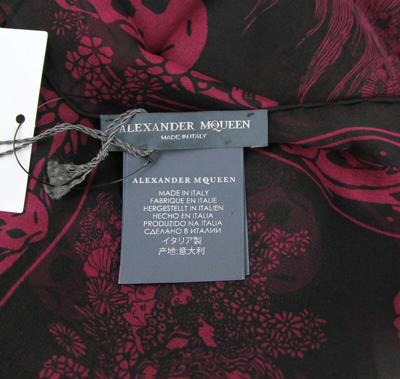 ALEXANDER MQUEEN
MADE IN ITALY
ALEXANDER MQUEEN
MADE IN ITALY
FABRIQUE EN ITALIE
HERGESTELLT IN ITALIEN
HECHO EN ITALIA
PRODUZIDO NA ITALIA
СДЕЛАНО В ИТАЛИИ
イタリア製
产地:意大利